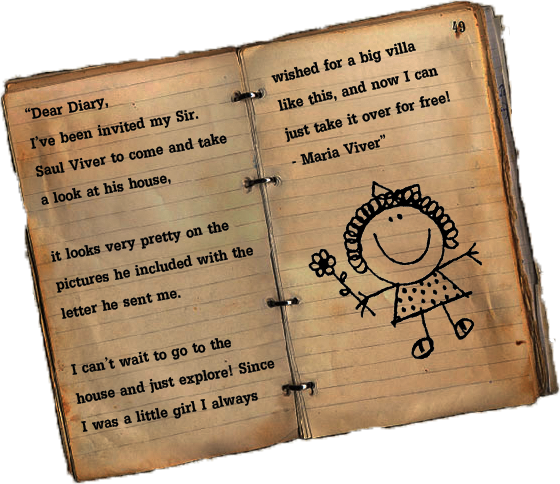 “Dear Diary,
I've been invited my Sir.
Saul Viver to come and take
a look at his house,
it looks very pretty on the
pictures he included with the
letter he sent me.
I can't wait to go to the
house and just explore! Since
I was a little girl I always
49
wished for a big villa
like this, and now I can
just take it over for free!
- Maria Viver”